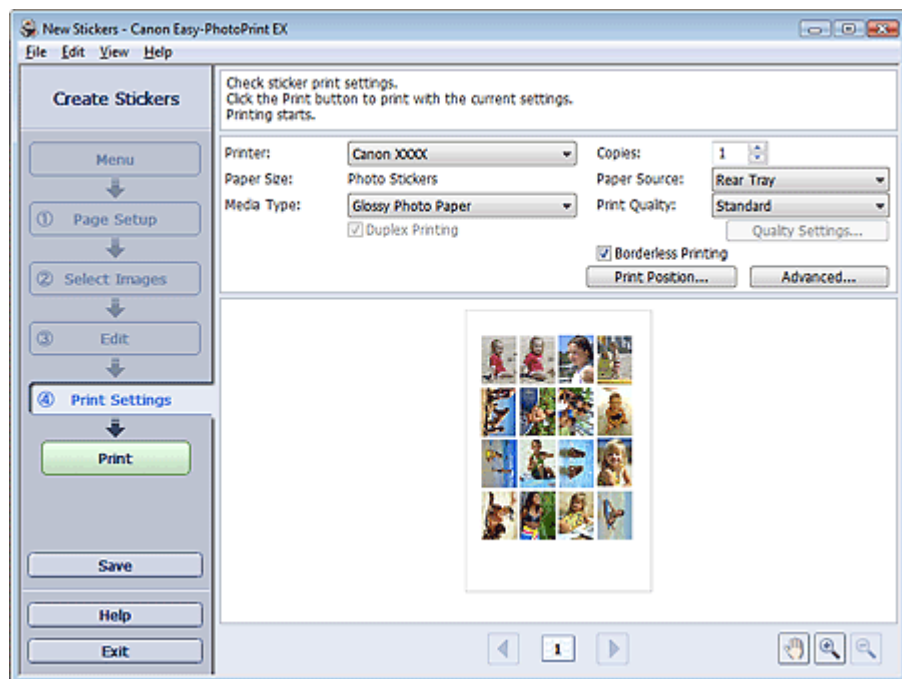 New Stickers - Canon Easy-PhotoPrint EX
File Edit View Help
Create Stickers
Menu
① Page Setup
② Select Images
③ Edit
④ Print Settings
Print
Save
Help
Exit
Check sticker print settings.
Click the Print button to print with the current settings.
Printing starts.
Printer: Canon XXXX Copies: 1
Paper Size: Photo Stickers Paper Source: Rear Tray
Media Type: Glossy Photo Paper Print Quality: Standard
Duplex Printing Quality Settings...
Borderless Printing
Print Position... Advanced...
1